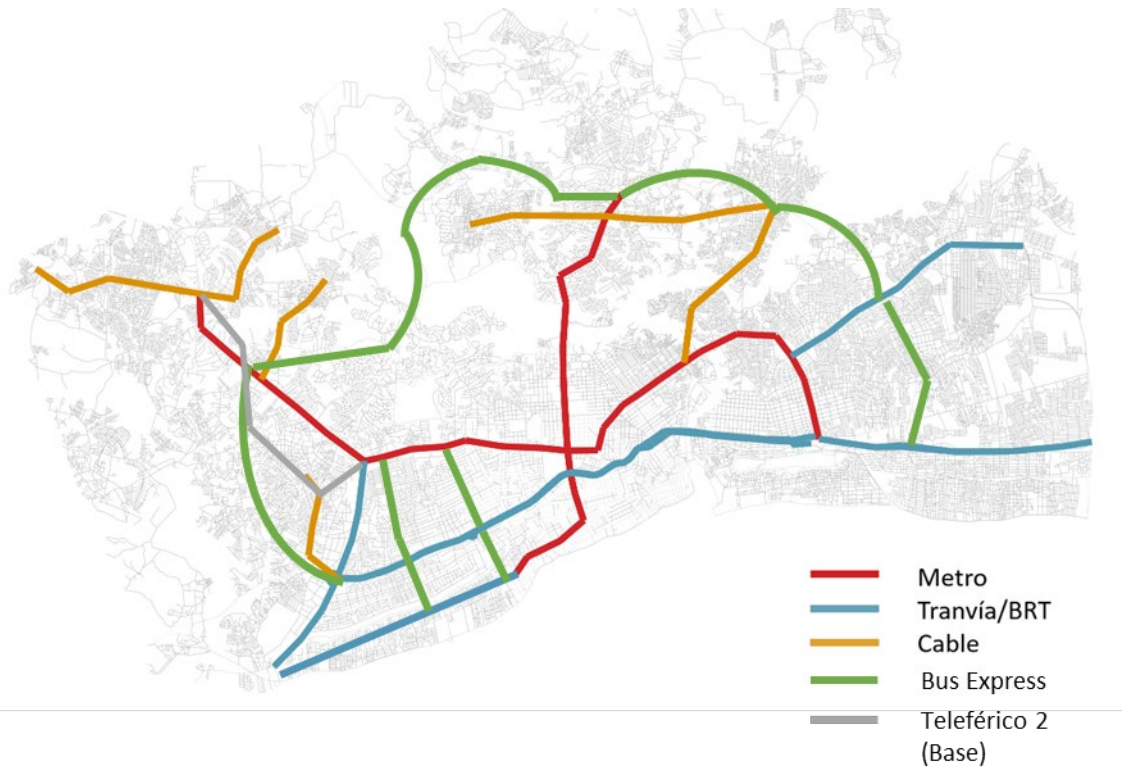 Metro
Tranvía/BRT
Cable
Bus Express
Teleférico 2
(Base)